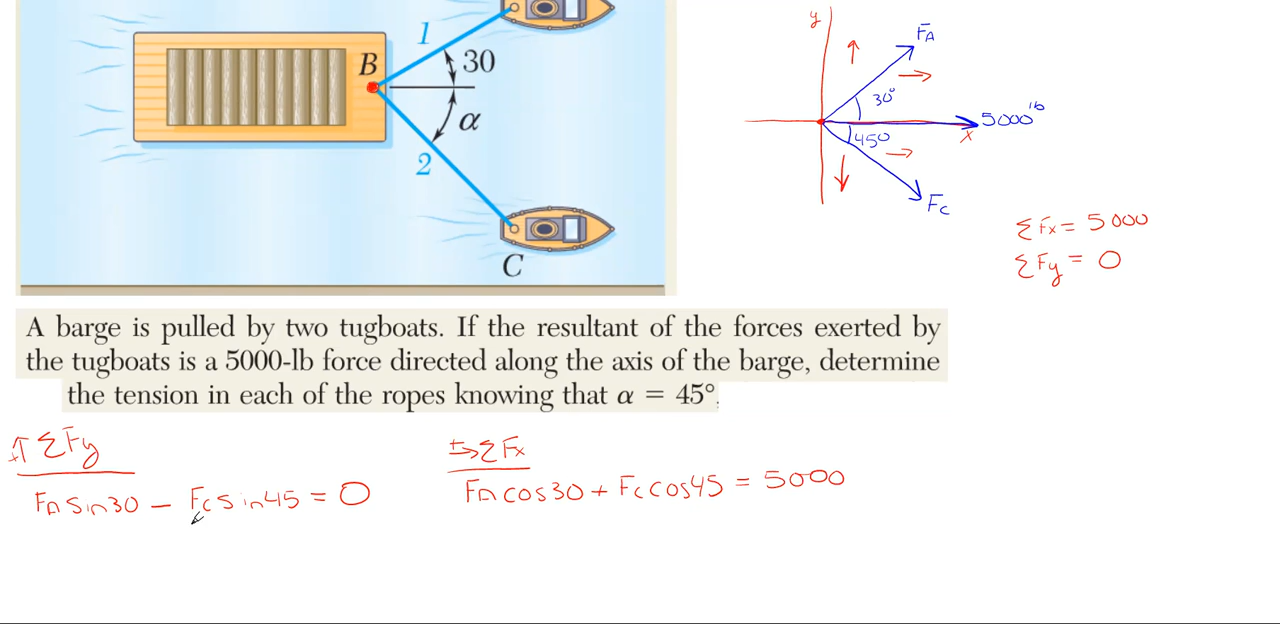 1
B
30
α
2
C
y
FA
30°
5000 lb
x
450
Fc
ΣFx = 5000
ΣFy = 0
A barge is pulled by two tugboats. If the resultant of the forces exerted by
the tugboats is a 5000-lb force directed along the axis of the barge, determine
the tension in each of the ropes knowing that α = 45°.
+↑ ΣFy
FA sin30 – Fc sin45 = 0
+→ ΣFx
FA cos30 + Fc cos45 = 5000